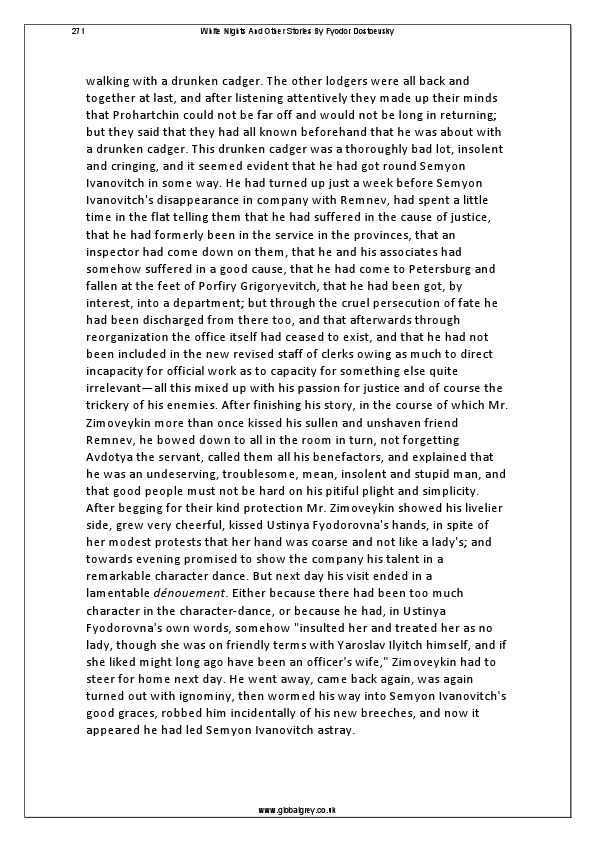 271 White Nights And Other Stories By Fyodor Dostoevsky
walking with a drunken cadger. The other lodgers were all back and
together at last, and after listening attentively they made up their minds
that Prohartchin could not be far off and would not be long in returning;
but they said that they had all known beforehand that he was about with
a drunken cadger. This drunken cadger was a thoroughly bad lot, insolent
and cringing, and it seemed evident that he had got round Semyon
Ivanovitch in some way. He had turned up just a week before Semyon
Ivanovitch's disappearance in company with Remnev, had spent a little
time in the flat telling them that he had suffered in the cause of justice,
that he had formerly been in the service in the provinces, that an
inspector had come down on them, that he and his associates had
somehow suffered in a good cause, that he had come to Petersburg and
fallen at the feet of Porfiry Grigoryevitch, that he had been got, by
interest, into a department; but through the cruel persecution of fate he
had been discharged from there too, and that afterwards through
reorganization the office itself had ceased to exist, and that he had not
been included in the new revised staff of clerks owing as much to direct
incapacity for official work as to capacity for something else quite
irrelevant—all this mixed up with his passion for justice and of course the
trickery of his enemies. After finishing his story, in the course of which Mr.
Zimoveykin more than once kissed his sullen and unshaven friend
Remnev, he bowed down to all in the room in turn, not forgetting
Avdotya the servant, called them all his benefactors, and explained that
he was an undeserving, troublesome, mean, insolent and stupid man, and
that good people must not be hard on his pitiful plight and simplicity.
After begging for their kind protection Mr. Zimoveykin showed his livelier
side, grew very cheerful, kissed Ustinya Fyodorovna's hands, in spite of
her modest protests that her hand was coarse and not like a lady's; and
towards evening promised to show the company his talent in a
remarkable character dance. But next day his visit ended in a
lamentable dénouement. Either because there had been too much
character in the character-dance, or because he had, in Ustinya
Fyodorovna's own words, somehow "insulted her and treated her as no
lady, though she was on friendly terms with Yaroslav Ilyitch himself, and if
she liked might long ago have been an officer's wife," Zimoveykin had to
steer for home next day. He went away, came back again, was again
turned out with ignominy, then wormed his way into Semyon Ivanovitch's
good graces, robbed him incidentally of his new breeches, and now it
appeared he had led Semyon Ivanovitch astray.
www.globalgrey.co.uk